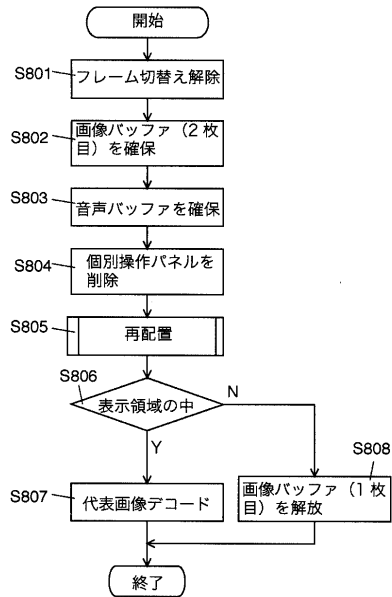 開始
S801
フレーム切替え解除
S802
画像バッファ（2枚
目）を確保
S803
音声バッファを確保
S804
個別操作パネルを
削除
S805
再配置
S806
表示領域の中
N
Y
S807
代表画像デコード
S808
画像バッファ（1枚
目）を解放
終了